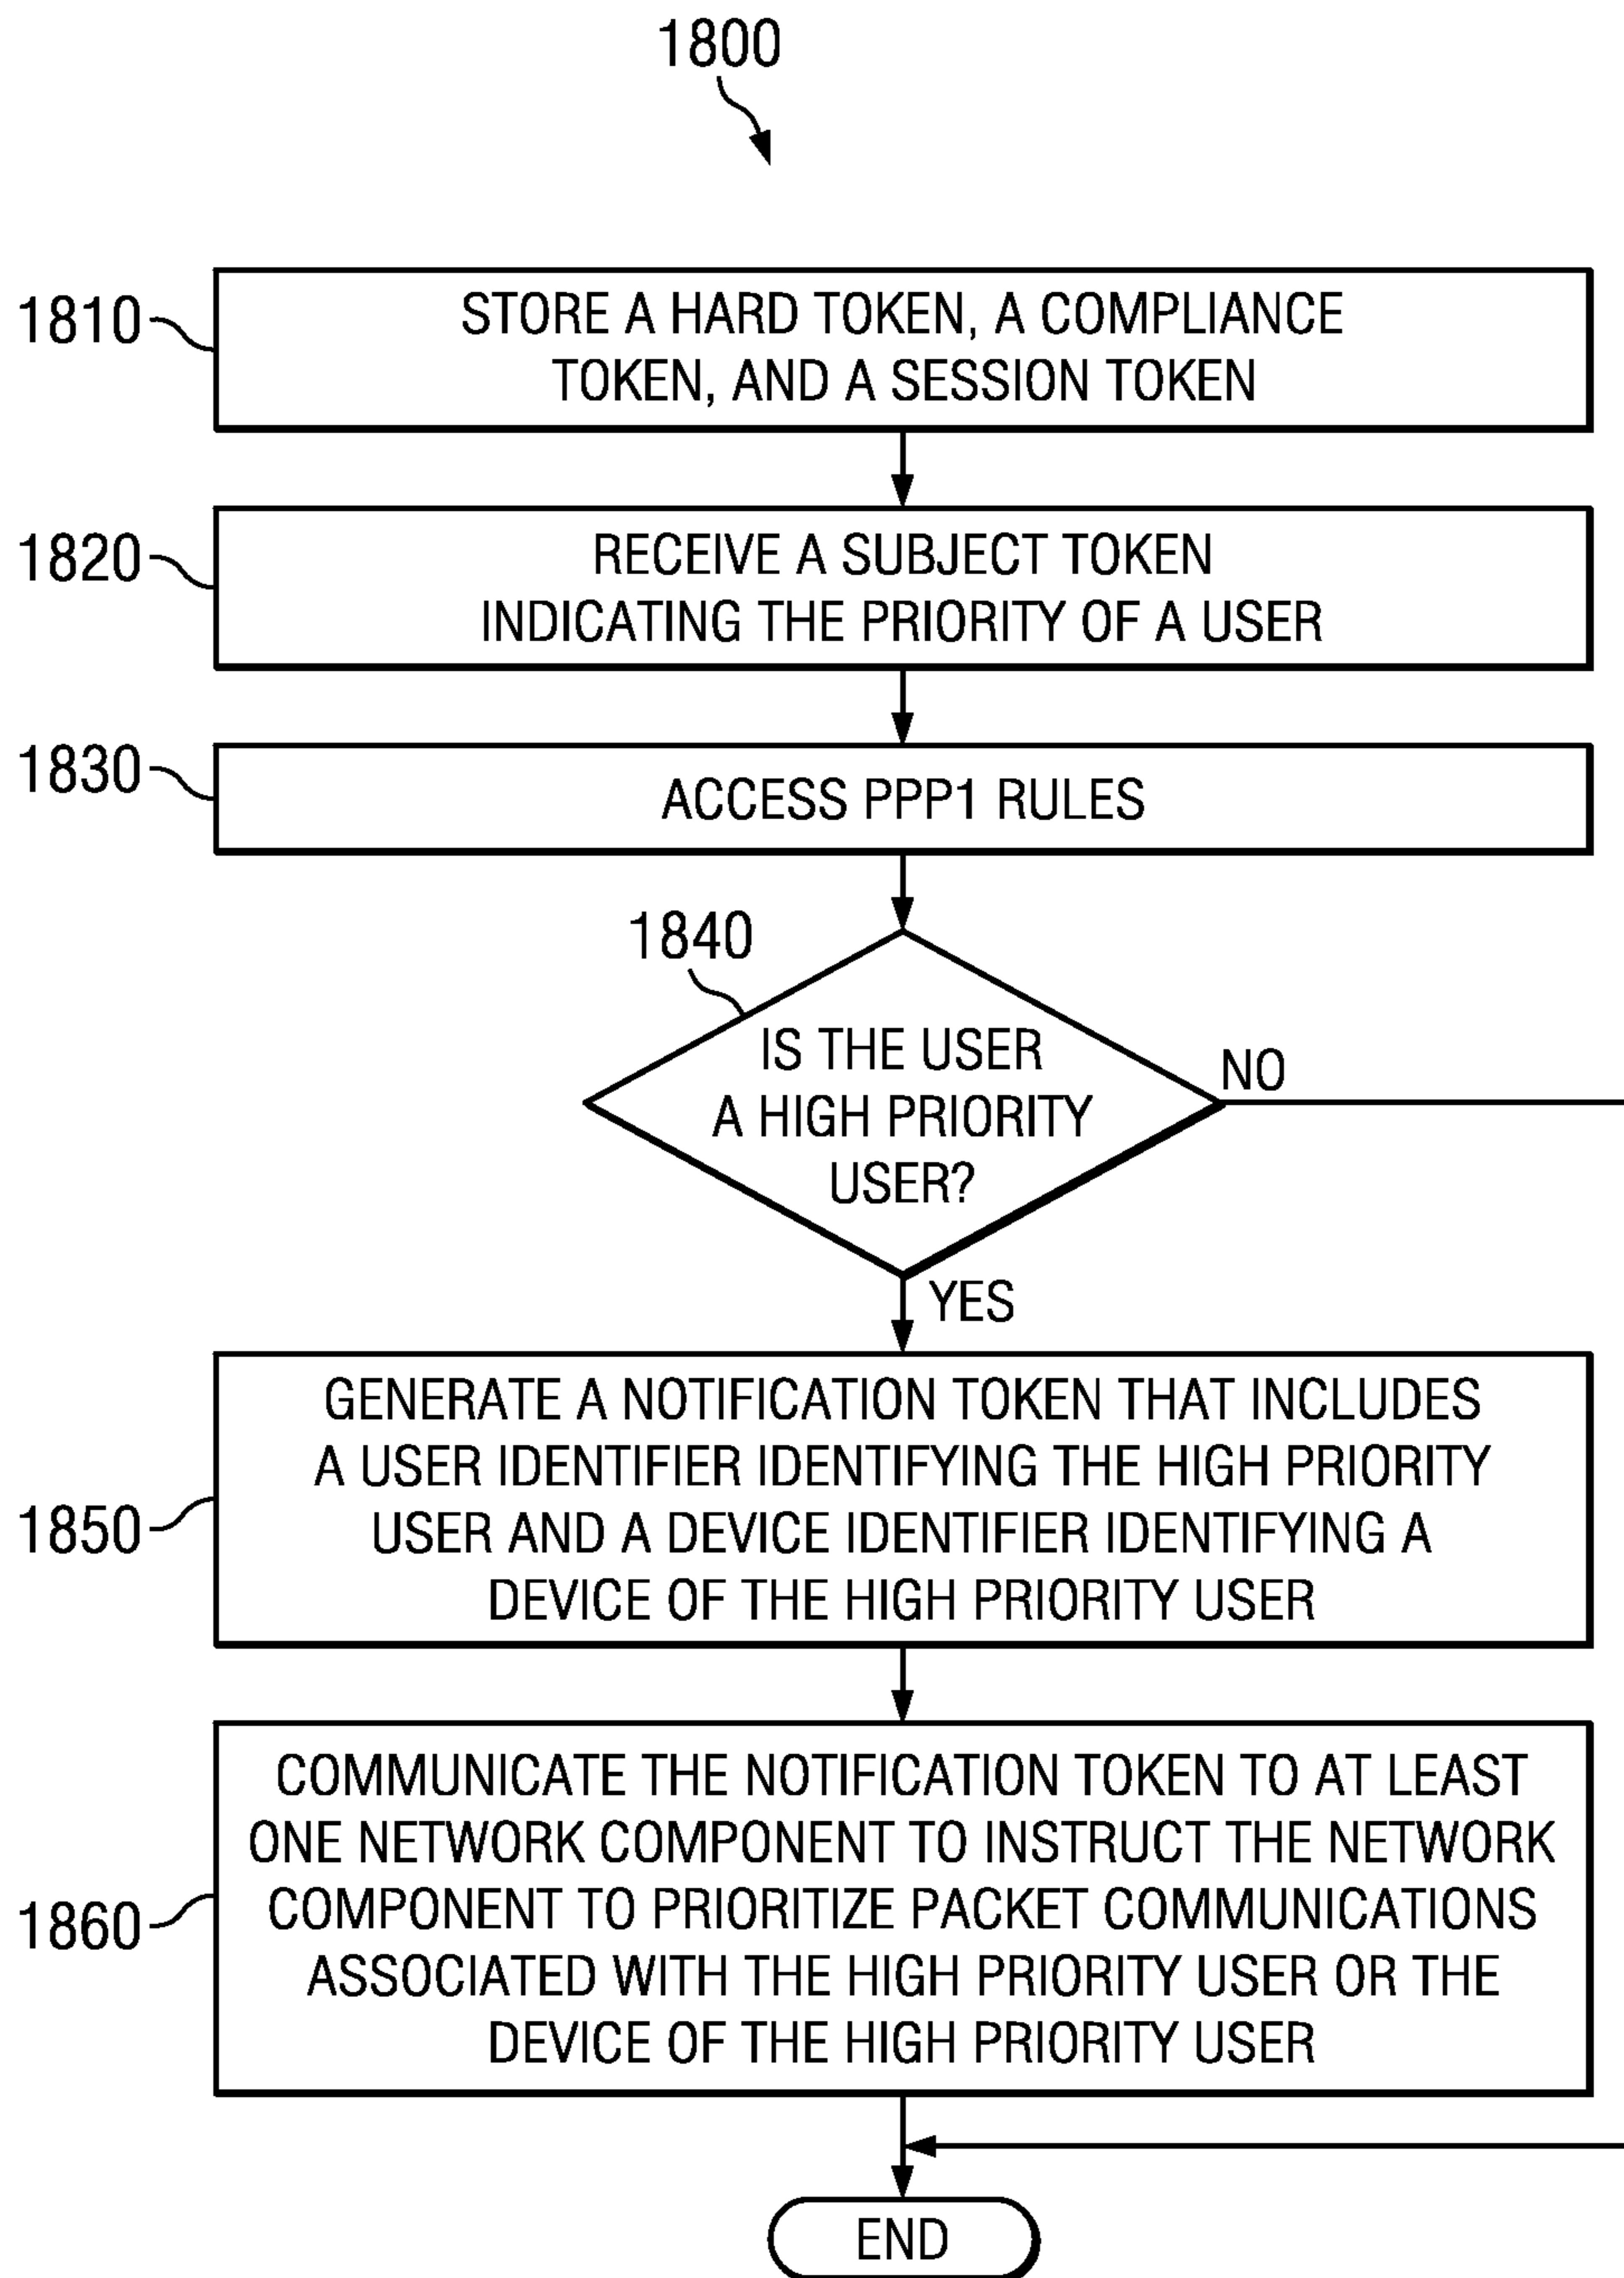 1800
1810
STORE A HARD TOKEN, A COMPLIANCE
TOKEN, AND A SESSION TOKEN
1820
RECEIVE A SUBJECT TOKEN
INDICATING THE PRIORITY OF A USER
1830
ACCESS PPP1 RULES
1840
IS THE USER
A HIGH PRIORITY
USER?
NO
YES
1850
GENERATE A NOTIFICATION TOKEN THAT INCLUDES
A USER IDENTIFIER IDENTIFYING THE HIGH PRIORITY
USER AND A DEVICE IDENTIFIER IDENTIFYING A
DEVICE OF THE HIGH PRIORITY USER
1860
COMMUNICATE THE NOTIFICATION TOKEN TO AT LEAST
ONE NETWORK COMPONENT TO INSTRUCT THE NETWORK
COMPONENT TO PRIORITIZE PACKET COMMUNICATIONS
ASSOCIATED WITH THE HIGH PRIORITY USER OR THE
DEVICE OF THE HIGH PRIORITY USER
END